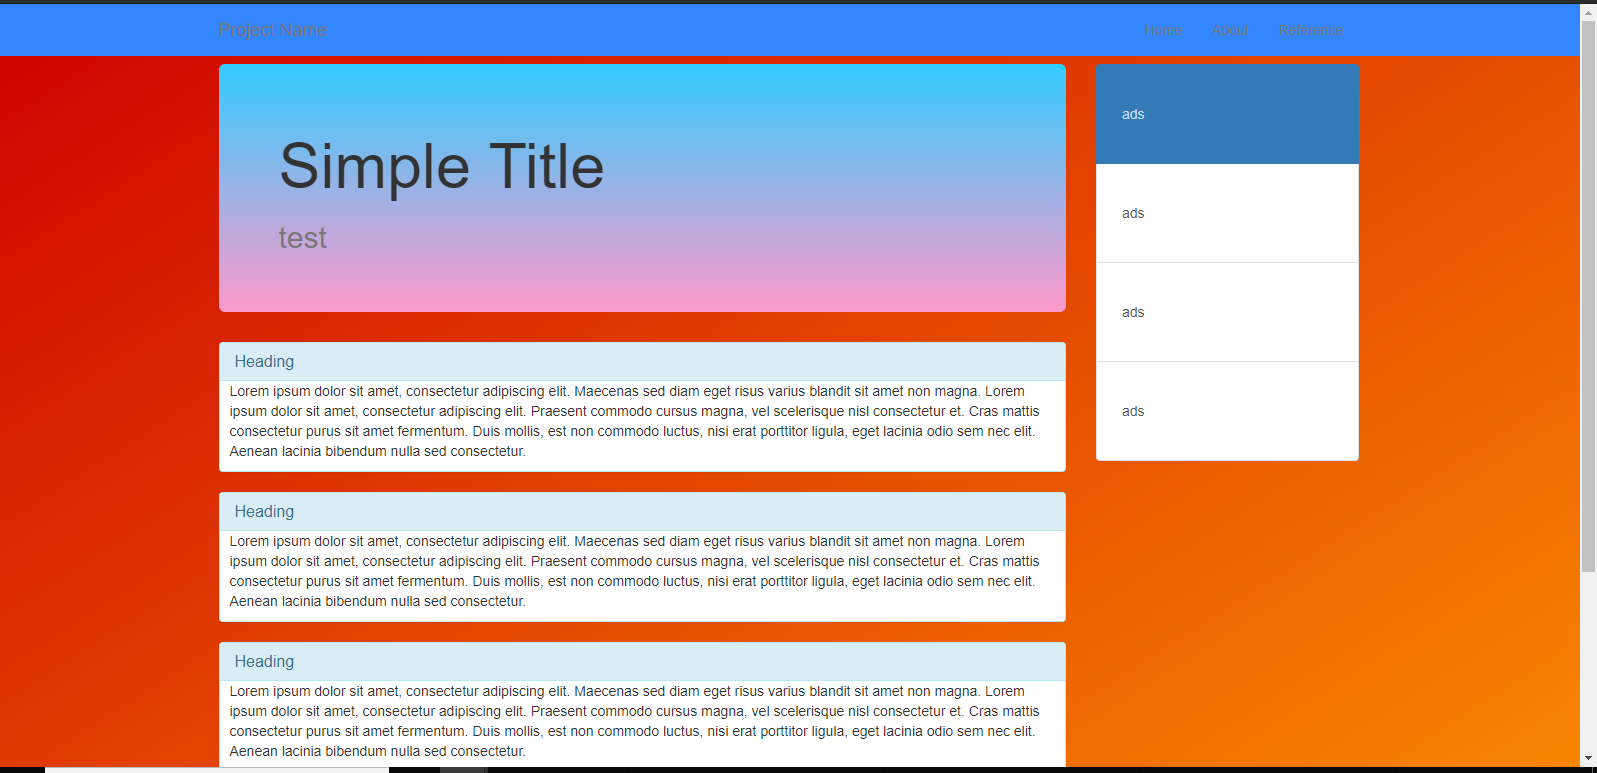 Project Name
Home About Reference
Simple Title
test
Heading
Lorem ipsum dolor sit amet, consectetur adipiscing elit. Maecenas sed diam eget risus varius blandit sit amet non magna. Lorem
ipsum dolor sit amet, consectetur adipiscing elit. Praesent commodo cursus magna, vel scelerisque nisl consectetur et. Cras mattis
consectetur purus sit amet fermentum. Duis mollis, est non commodo luctus, nisi erat porttitor ligula, eget lacinia odio sem nec elit.
Aenean lacinia bibendum nulla sed consectetur.
Heading
Lorem ipsum dolor sit amet, consectetur adipiscing elit. Maecenas sed diam eget risus varius blandit sit amet non magna. Lorem
ipsum dolor sit amet, consectetur adipiscing elit. Praesent commodo cursus magna, vel scelerisque nisl consectetur et. Cras mattis
consectetur purus sit amet fermentum. Duis mollis, est non commodo luctus, nisi erat porttitor ligula, eget lacinia odio sem nec elit.
Aenean lacinia bibendum nulla sed consectetur.
Heading
Lorem ipsum dolor sit amet, consectetur adipiscing elit. Maecenas sed diam eget risus varius blandit sit amet non magna. Lorem
ipsum dolor sit amet, consectetur adipiscing elit. Praesent commodo cursus magna, vel scelerisque nisl consectetur et. Cras mattis
consectetur purus sit amet fermentum. Duis mollis, est non commodo luctus, nisi erat porttitor ligula, eget lacinia odio sem nec elit.
Aenean lacinia bibendum nulla sed consectetur.
ads
ads
ads
ads